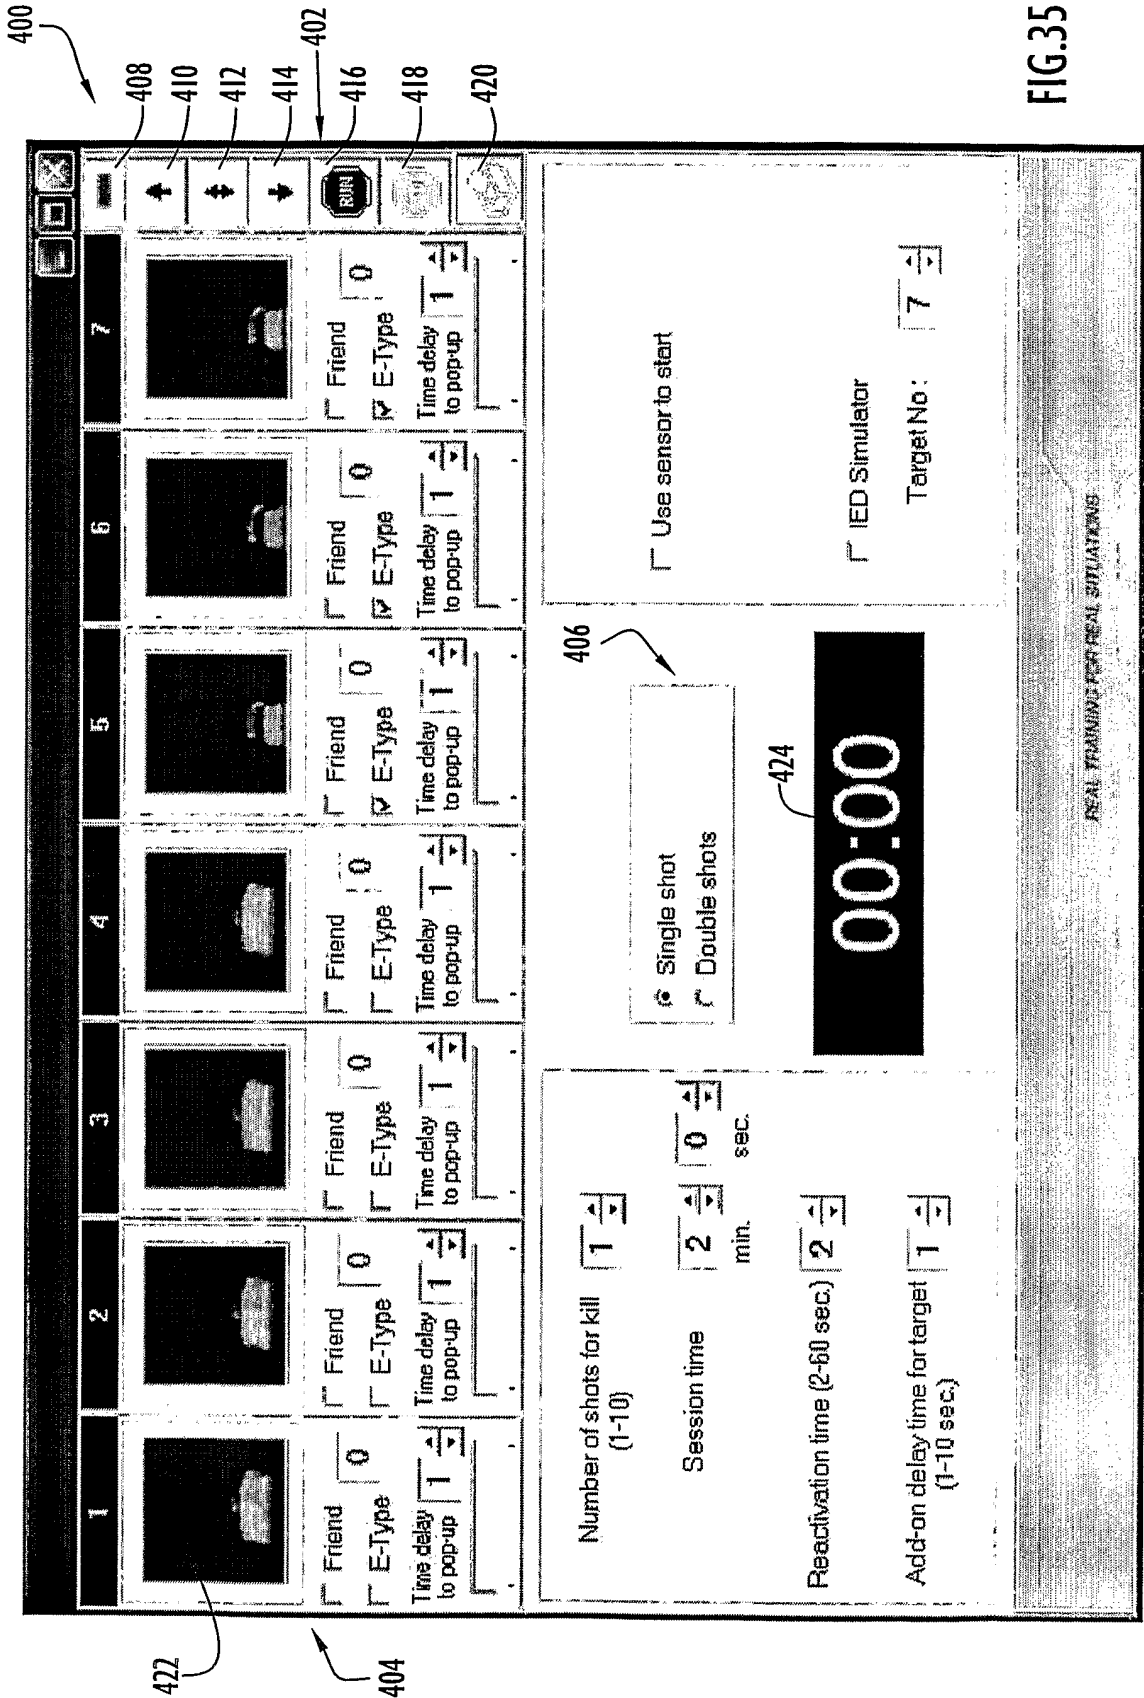 400
1 2 3 4 5 6 7
408
410
412
414
402
RUN
416
418
420
422
404
Friend 0 Friend 0 Friend 0 Friend 0 Friend 0 Friend 0 Friend 0
E-Type E-Type E-Type E-Type E-Type E-Type E-Type
Time delay Time delay Time delay Time delay Time delay Time delay Time delay
to pop-up 1 to pop-up 1 to pop-up 1 to pop-up 1 to pop-up 1 to pop-up 1 to pop-up 1
Number of shots for kill 1
(1-10)
Session time 2 0
min. sec.
Reactivation time (2-60 sec.) 2
Add-on delay time for target 1
(1-10 sec.)
406
Single shot
Double shots
424
00:00
Use sensor to start
IED Simulator
Target No: 7
REAL TRAINING FOR REAL SITUATIONS
FIG.35